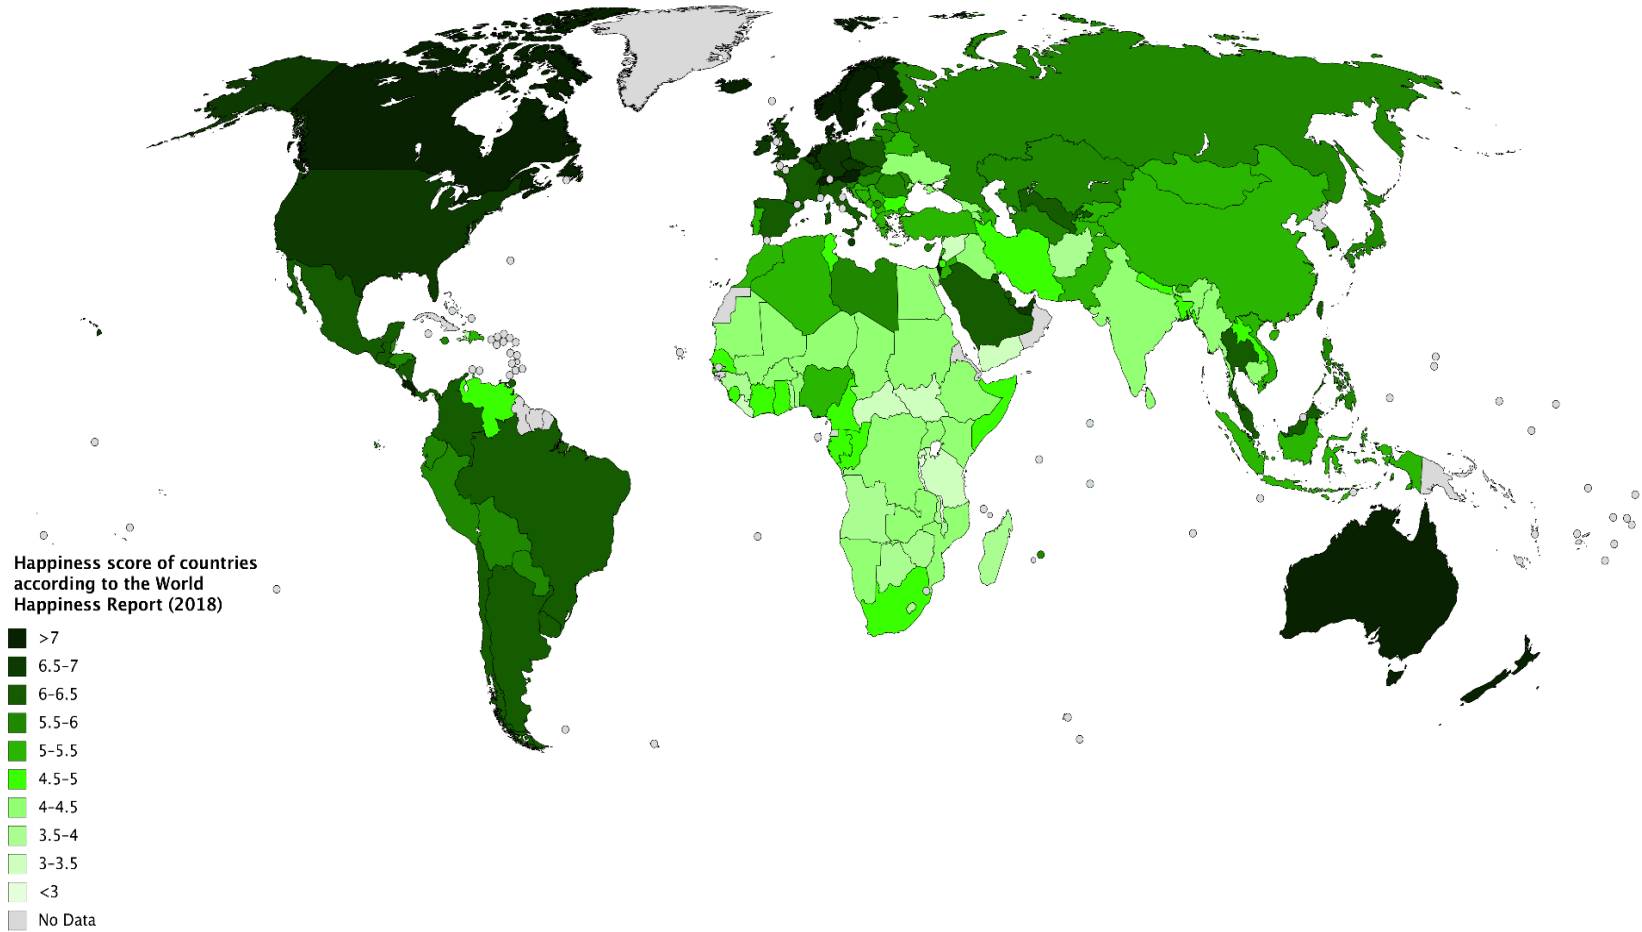 Happiness score of countries
according to the World
Happiness Report (2018)
>7
6.5-7
6-6.5
5.5-6
5-5.5
4.5-5
4-4.5
3.5-4
3-3.5
<3
No Data